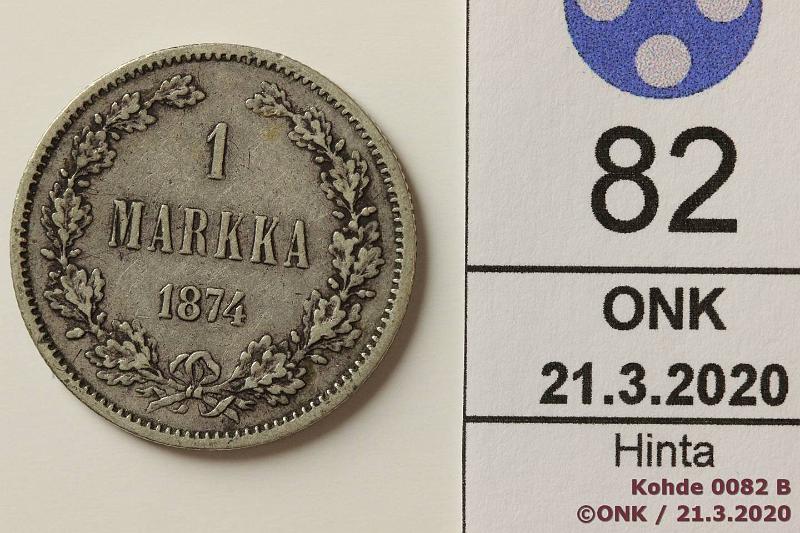 1
MARKKA
1874
82
ONK
21.3.2020
Hinta
Kohde 0082 B
©ONK / 21.3.2020